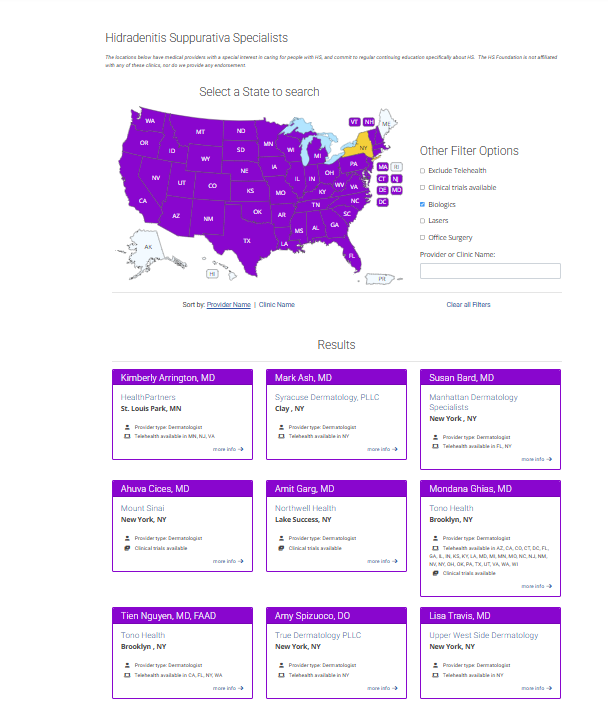 Hidradenitis Suppurativa Specialists
The locations below have medical providers with a special interest in caring for people with HS, and commit to regular continuing education specifically about HS. The HS Foundation is not affiliated
with any of these clinics, nor do we provide any endorsement.
Select a State to search
WA
MT
ND
MN
VT
NH
ME
OR
ID
SD
WI
MI
NY
WY
IA
PA
MA
RI
NV
UT
NE
IL
IN
OH
CT
NJ
CO
KS
MO
KY
WV
VA
DE
MD
CA
AZ
NM
OK
AR
TN
NC
DC
SC
TX
LA
MS
AL
GA
FL
AK
HI
PR
Other Filter Options
Exclude Telehealth
Clinical trials available
Biologics
Lasers
Office Surgery
Provider or Clinic Name:
Sort by: Provider Name | Clinic Name
Clear all Filters
Results
Kimberly Arrington, MD
HealthPartners
St. Louis Park, MN
Provider type: Dermatologist
Telehealth available in MN, NJ, VA
more info →
Mark Ash, MD
Syracuse Dermatology, PLLC
Clay , NY
Provider type: Dermatologist
Telehealth available in NY
more info →
Susan Bard, MD
Manhattan Dermatology
Specialists
New York , NY
Provider type: Dermatologist
Telehealth available in FL, NY
more info →
Ahuva Cices, MD
Mount Sinai
New York, NY
Provider type: Dermatologist
Clinical trials available
more info →
Amit Garg, MD
Northwell Health
Lake Success, NY
Provider type: Dermatologist
Clinical trials available
more info →
Mondana Ghias, MD
Tono Health
Brooklyn, NY
Provider type: Dermatologist
Telehealth available in AZ, CA, CO, CT, DC, FL,
GA, IL, IN, KS, KY, LA, MD, MI, MN, MO, NC, NJ, NM,
NV, NY, OH, OK, PA, TX, UT, VA, WA, WI
Clinical trials available
more info →
Tien Nguyen, MD, FAAD
Tono Health
Brooklyn , NY
Provider type: Dermatologist
Telehealth available in CA, FL, NY, WA
more info →
Amy Spizuoco, DO
True Dermatology PLLC
New York, NY
Provider type: Dermatologist
Telehealth available in NY
more info →
Lisa Travis, MD
Upper West Side Dermatology
New York, NY
Provider type: Dermatologist
Telehealth available in NY
more info →